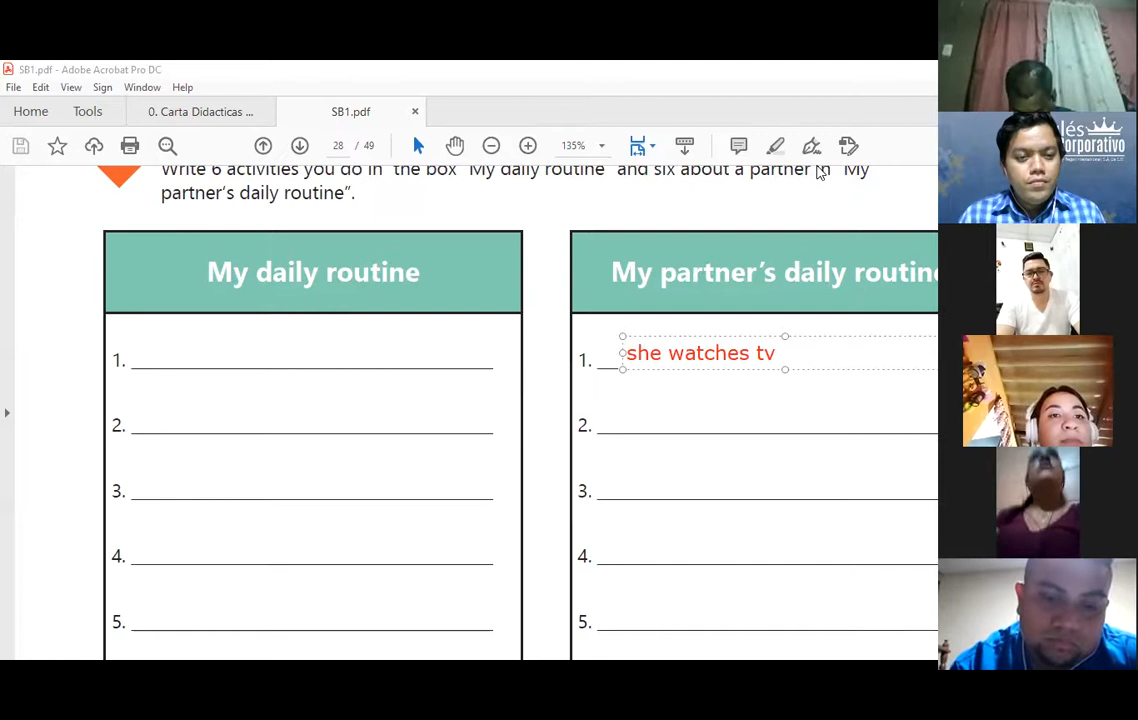 SB1.pdf - Adobe Acrobat Pro DC
File Edit View Sign Window Help
Home Tools 0. Carta Didacticas ... SB1.pdf ×
28 / 49 135%
Write 6 activities you do in "the box "My daily routine" and six about a partner in "My
partner's daily routine".
My daily routine
My partner's daily routine
1.
2.
3.
4.
5.
1. she watches tv
2.
3.
4.
5.
lés
orporativo